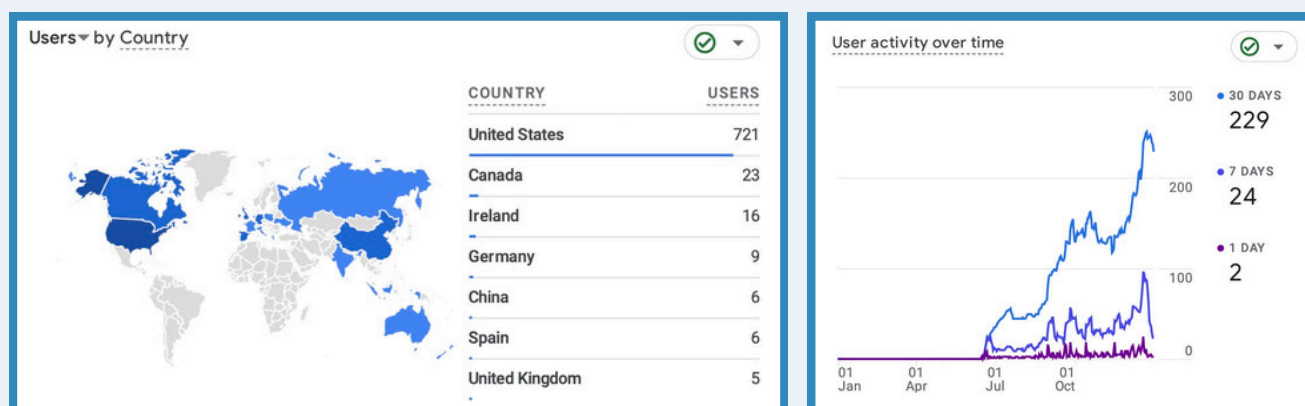 Users by Country
COUNTRY USERS
United States 721
Canada 23
Ireland 16
Germany 9
China 6
Spain 6
United Kingdom 5
User activity over time
300
200
100
0
01 Jan
01 Apr
01 Jul
01 Oct
30 DAYS
229
7 DAYS
24
1 DAY
2